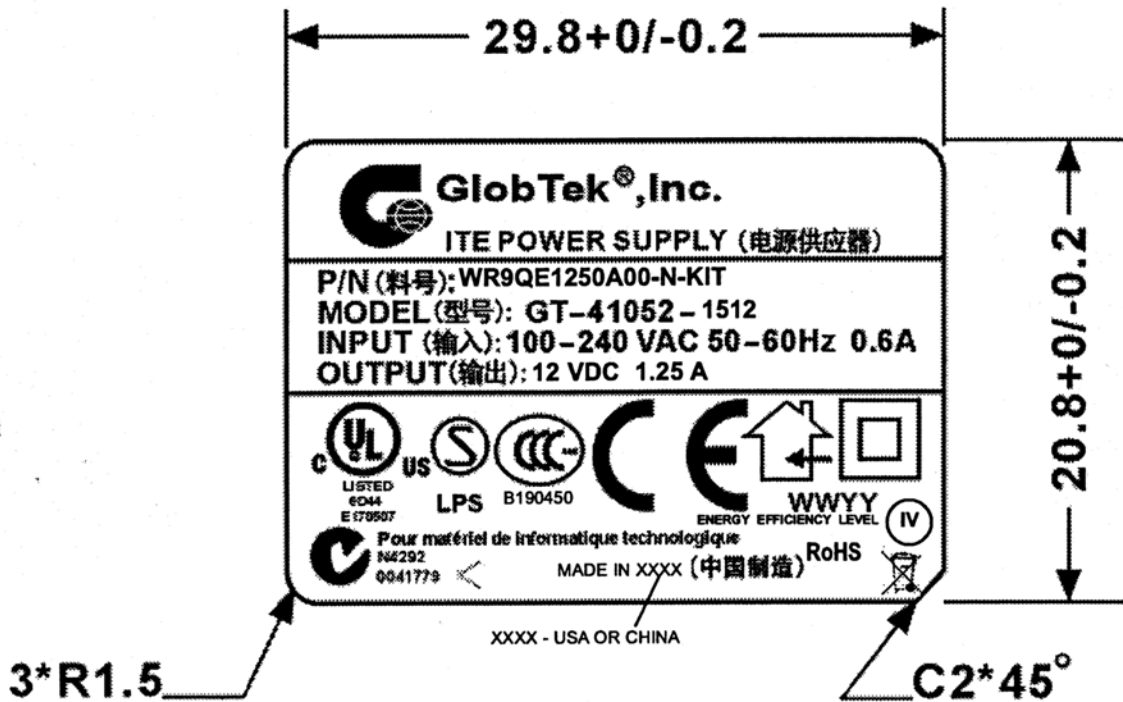 29.8+0/-0.2
GlobTek®,Inc.
ITE POWER SUPPLY (电源供应器)
P/N (料号): WR9QE1250A00-N-KIT
MODEL(型号): GT-41052-1512
INPUT (输入): 100-240 VAC 50-60Hz 0.6A
OUTPUT(输出): 12 VDC 1.25 A
20.8+0/-0.2
C UL US
LISTED
6D44
E170507
S
LPS
CCC
B190450
CE
WWYY
ENERGY EFFICIENCY LEVEL IV
Pour matériel de informatique technologique
N4292
0041779
MADE IN XXXX (中国制造)
RoHS
XXXX - USA OR CHINA
3*R1.5
C2*45°